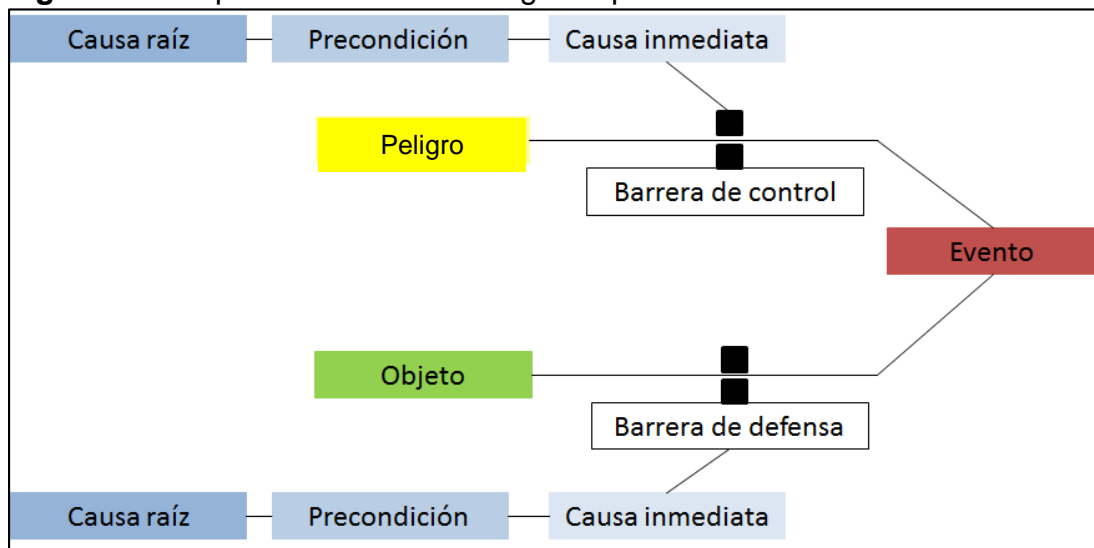 Causa raíz
Precondición
Causa inmediata
Peligro
Barrera de control
Evento
Objeto
Barrera de defensa
Causa raíz
Precondición
Causa inmediata